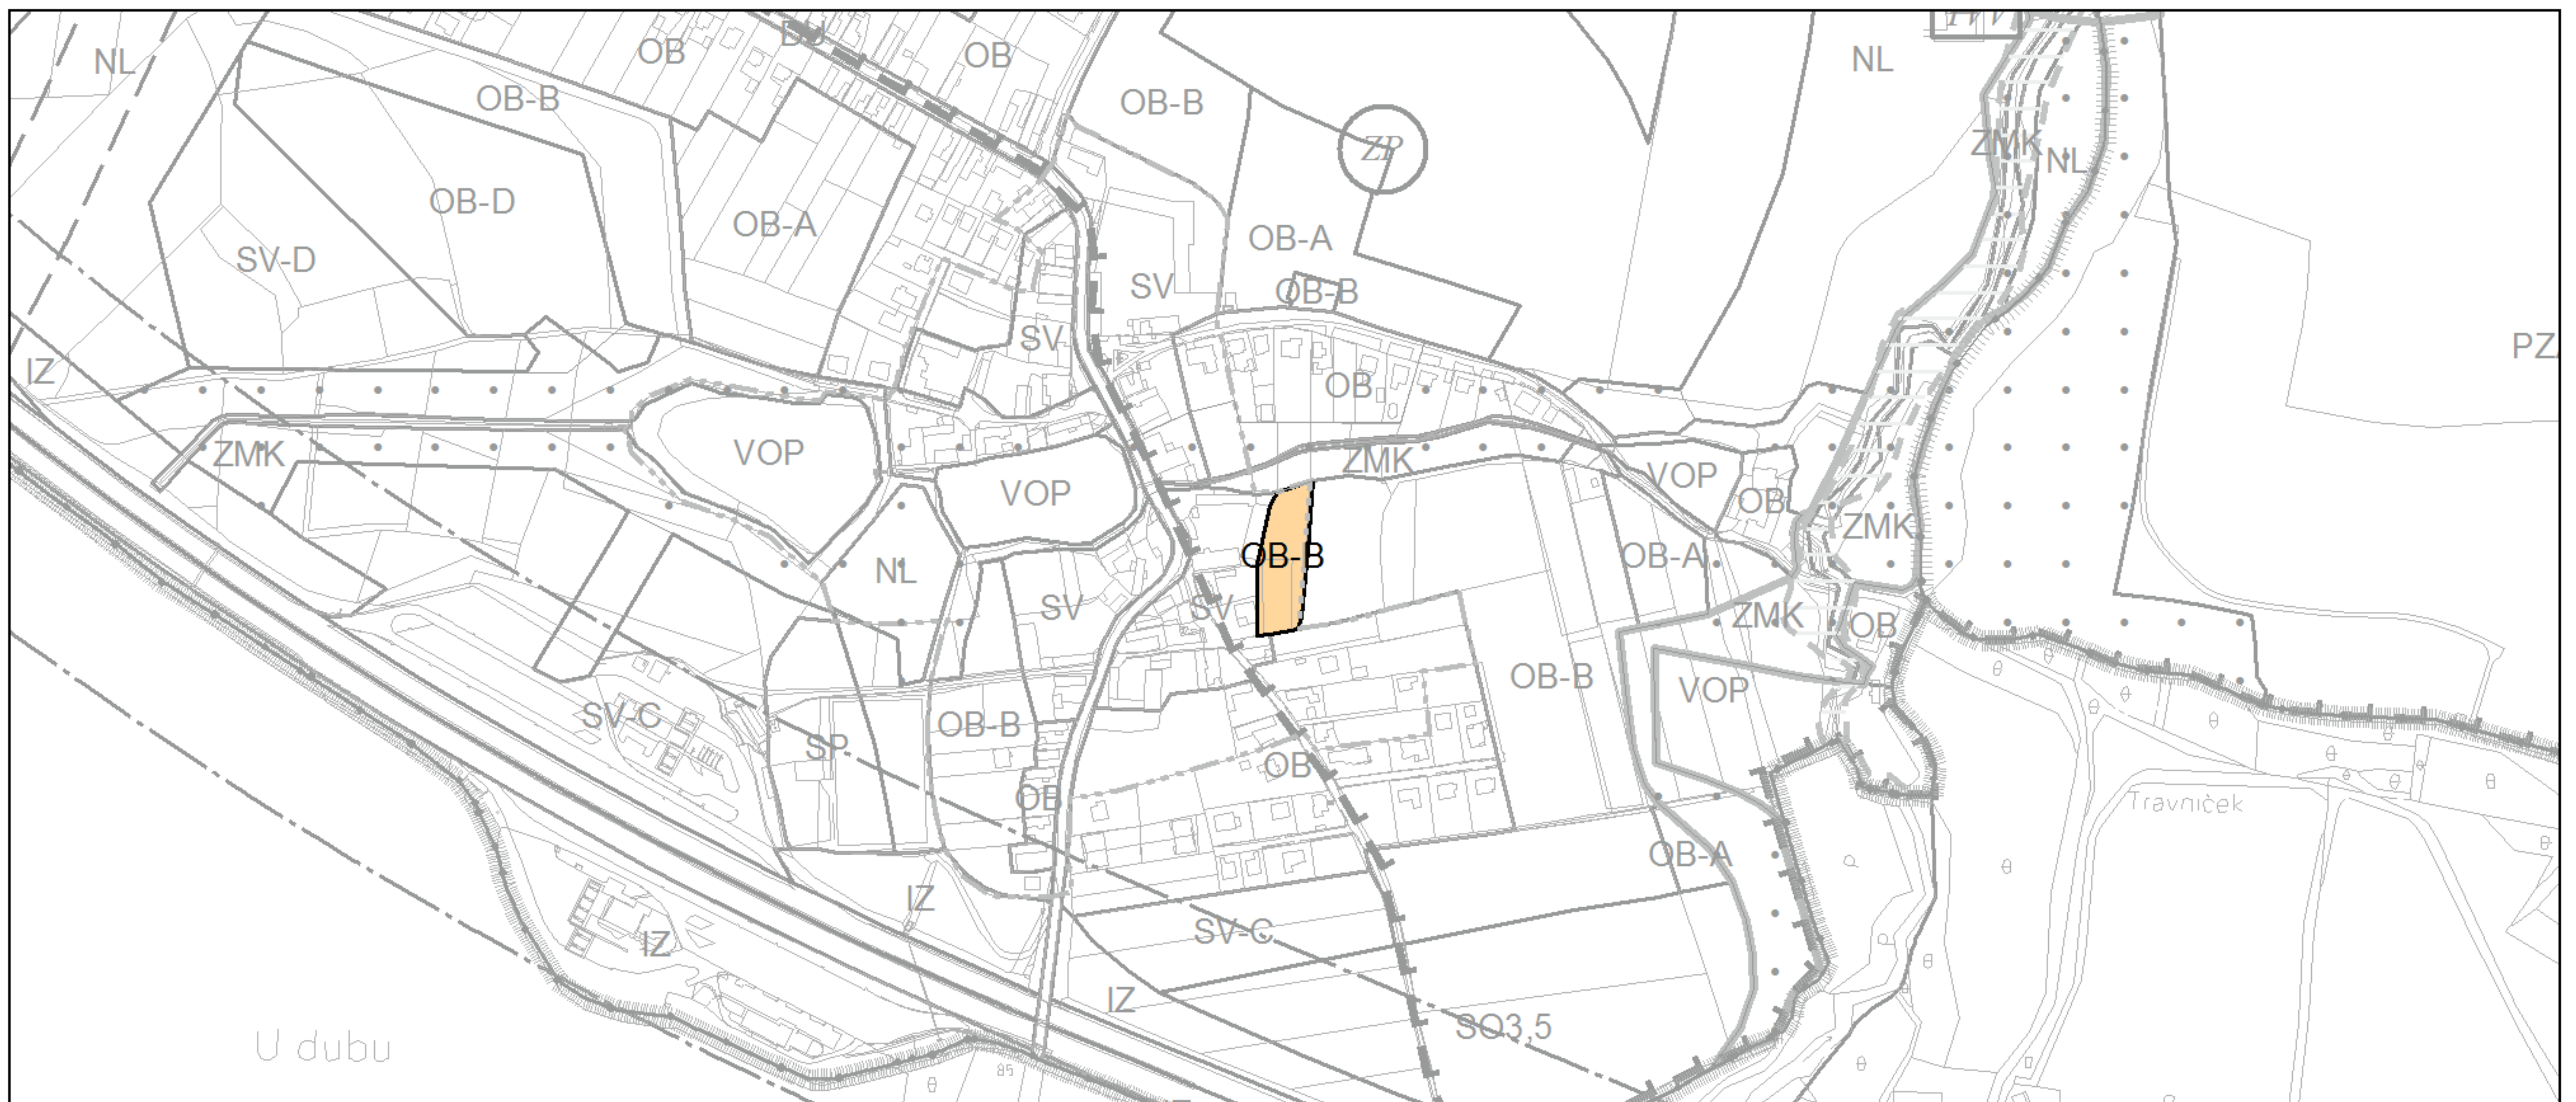 DU
OB
OB
NL
NL
OB-B
OB-B
ZMK
ZP
NL
OB-D
OB-A
OB-A
SV-D
SV
OB-B
SV
PZ
IZ
OB
ZMK
VOP
ZMK
VOP
VOP
OB
ZMK
OB-B
OB-A
NL
SV
SV
ZMK
OB
OB-B
VOP
SV-C
OB-B
SP
OB
OB
Travníček
OB-A
IZ
SV-C
IZ
IZ
SO3,5
U dubu
85